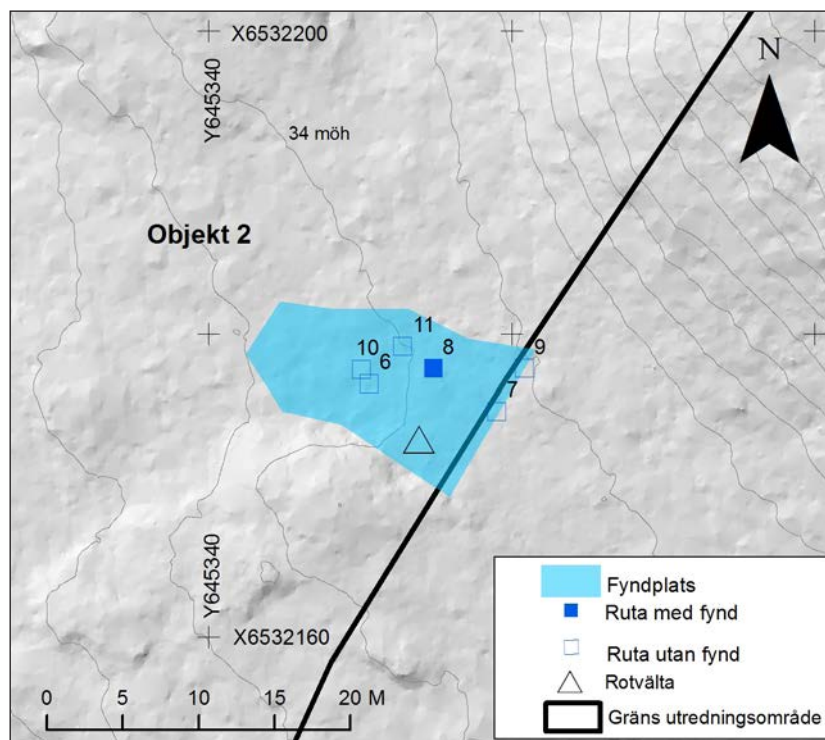 X6532200
Y645340
N
34 möh
Objekt 2
11
10
6
8
9
7
Y645340
X6532160
0 5 10 20 M
Fyndplats
Ruta med fynd
Ruta utan fynd
Rotvälta
Gräns utredningsområde